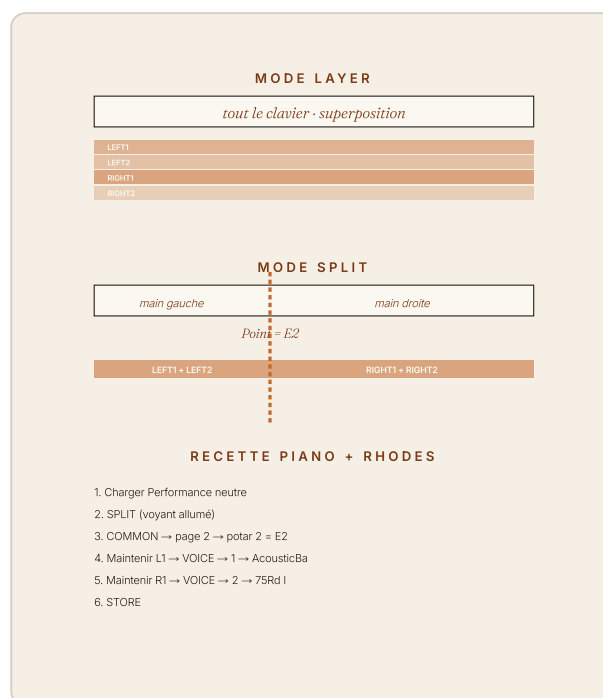 MODE LAYER
tout le clavier · superposition
LEFT1
LEFT2
RIGHT1
RIGHT2
MODE SPLIT
main gauche main droite
Point = E2
LEFT1 + LEFT2 RIGHT1 + RIGHT2
RECETTE PIANO + RHODES
1. Charger Performance neutre
2. SPLIT (voyant allumé)
3. COMMON → page 2 → potar 2 = E2
4. Maintenir L1 → VOICE → 1 → AcousticBa
5. Maintenir R1 → VOICE → 2 → 75Rd I
6. STORE